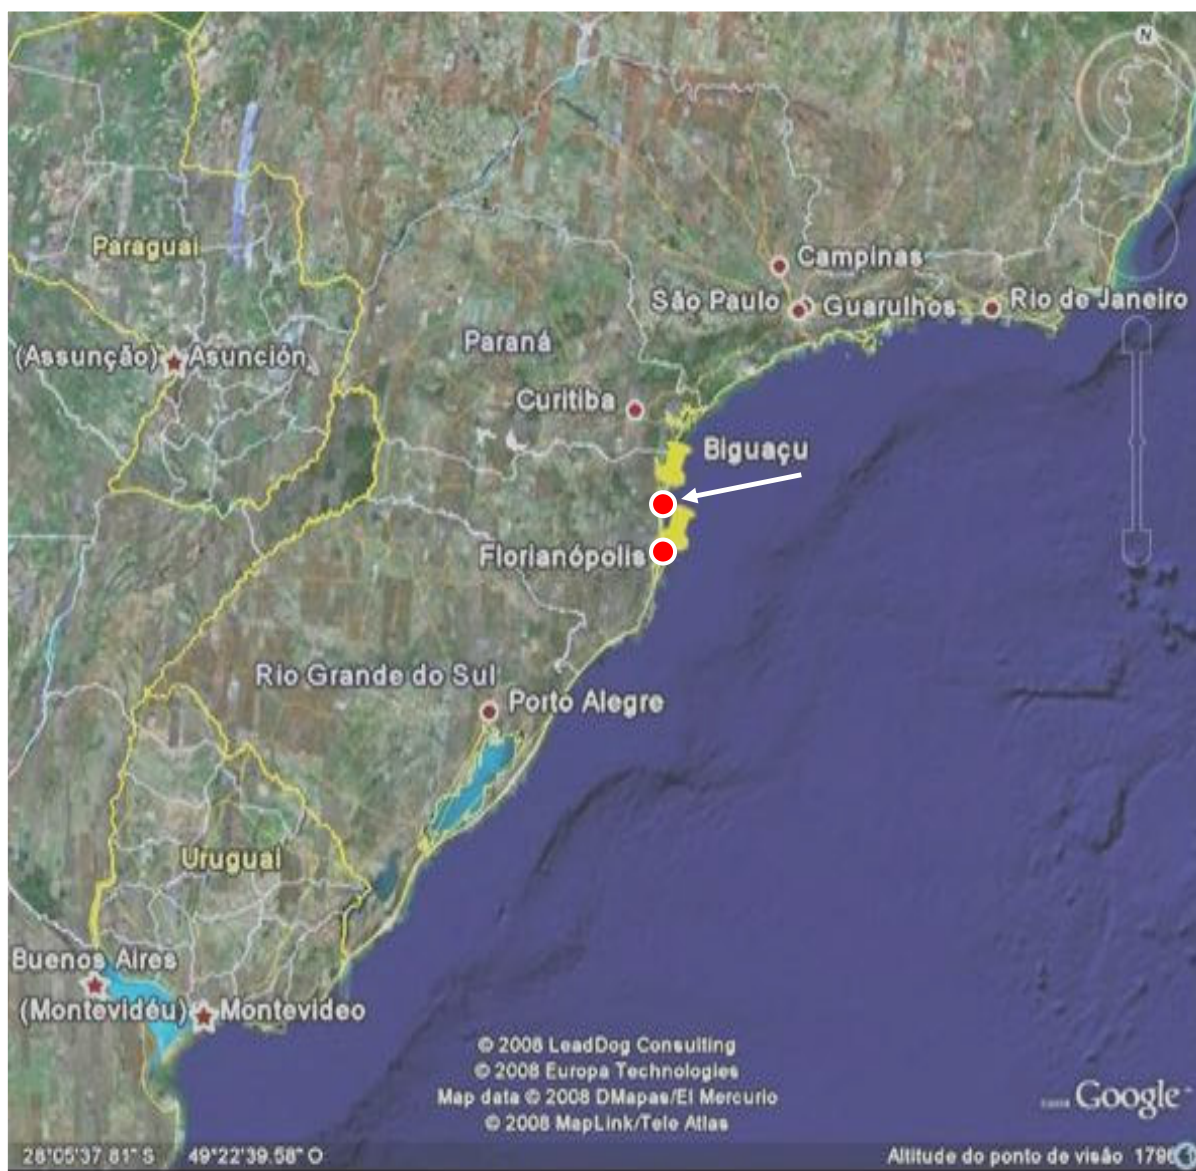 N
Paraguai
Campinas
São Paulo
Guarulhos
Rio de Janeiro
Paraná
(Assunção)
Asunción
Curitiba
Biguaçu
Florianópolis
Rio Grande do Sul
Porto Alegre
Uruguai
Buenos Aires
(Montevidéu)
Montevideo
© 2008 LeadDog Consulting
© 2008 Europa Technologies
Map data © 2008 DMapas/El Mercurio
© 2008 MapLink/Tele Atlas
Google
28°05'37.81" S 49°22'39.58" O
Altitude do ponto de visão